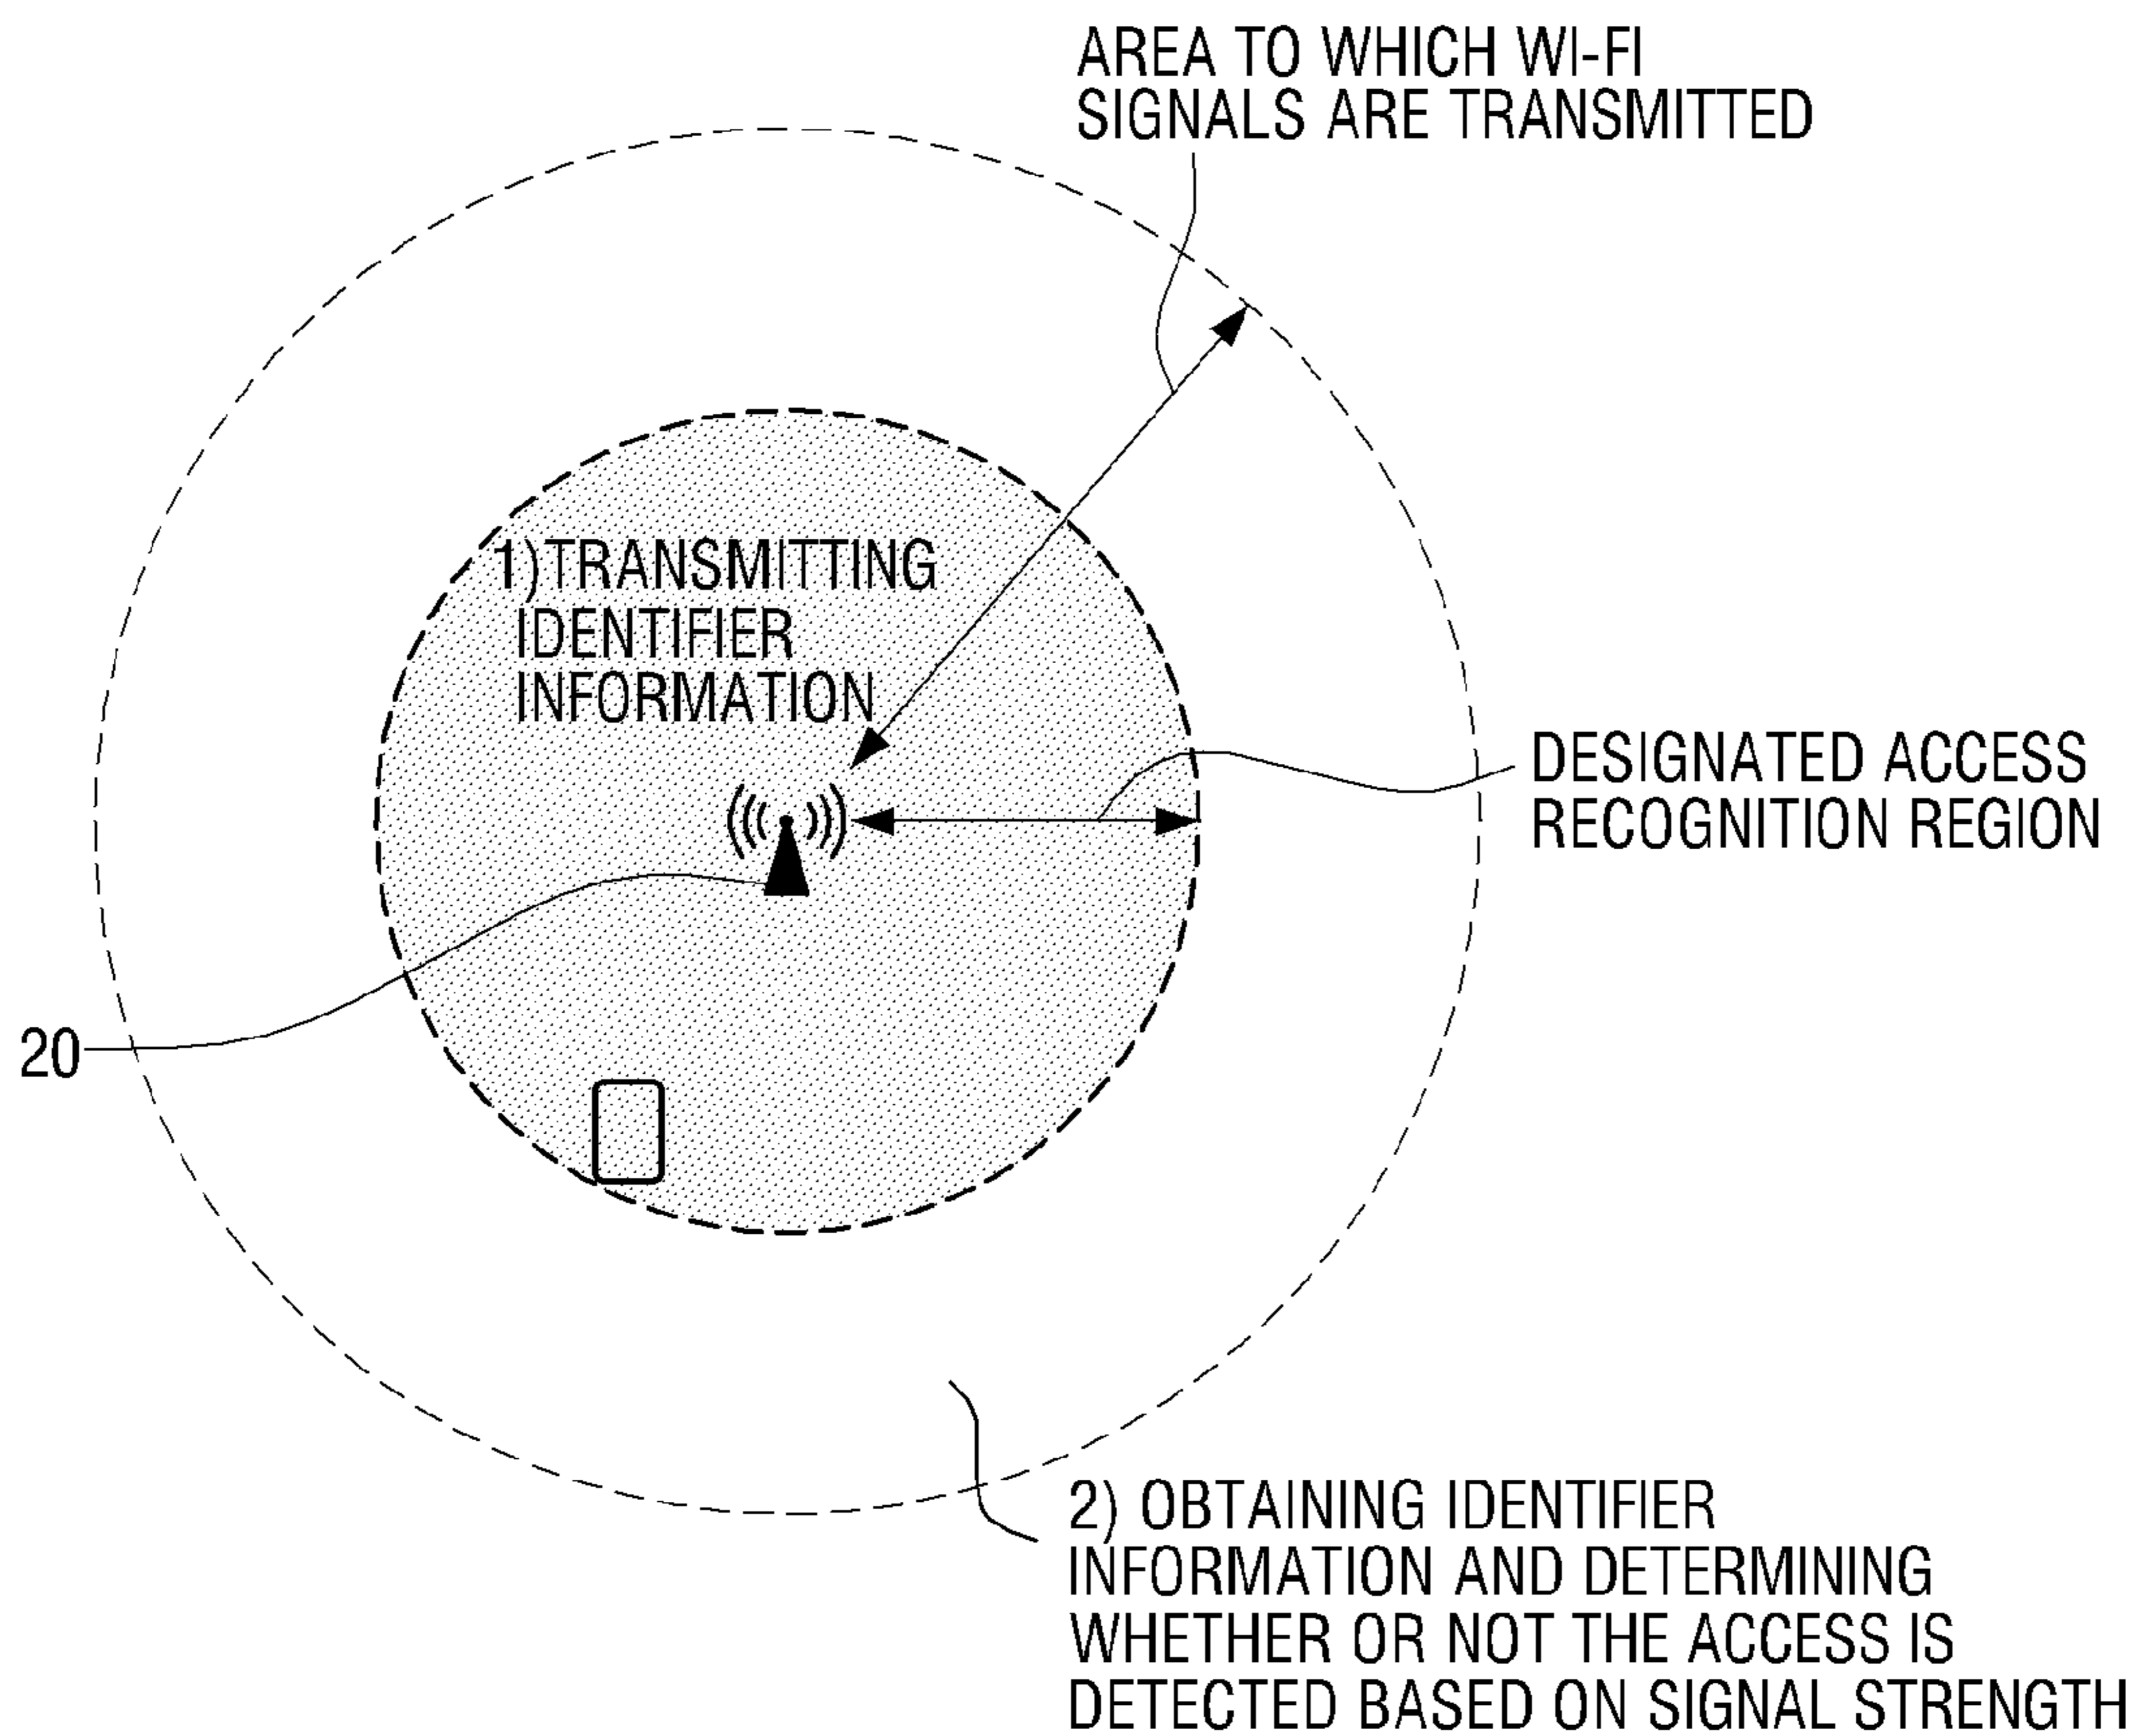 AREA TO WHICH WI-FI
SIGNALS ARE TRANSMITTED
1)TRANSMITTING
IDENTIFIER
INFORMATION
DESIGNATED ACCESS
RECOGNITION REGION
20
2) OBTAINING IDENTIFIER
INFORMATION AND DETERMINING
WHETHER OR NOT THE ACCESS IS
DETECTED BASED ON SIGNAL STRENGTH